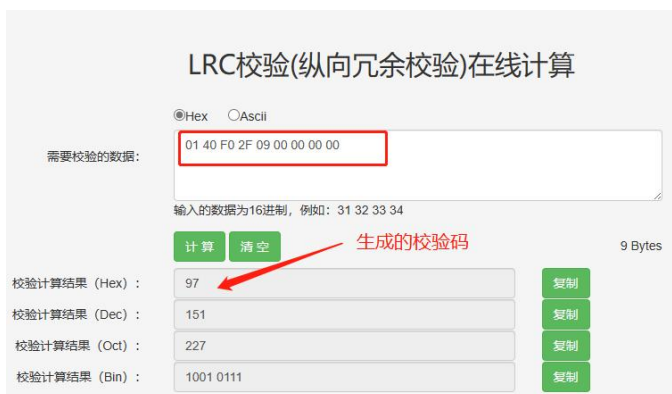 LRC校验(纵向冗余校验)在线计算
Hex Ascii
需要校验的数据：
01 40 F0 2F 09 00 00 00 00
输入的数据为16进制，例如：31 32 33 34
计算 清空 生成的校验码 9 Bytes
校验计算结果（Hex）： 97 复制
校验计算结果（Dec）： 151 复制
校验计算结果（Oct）： 227 复制
校验计算结果（Bin）： 1001 0111 复制